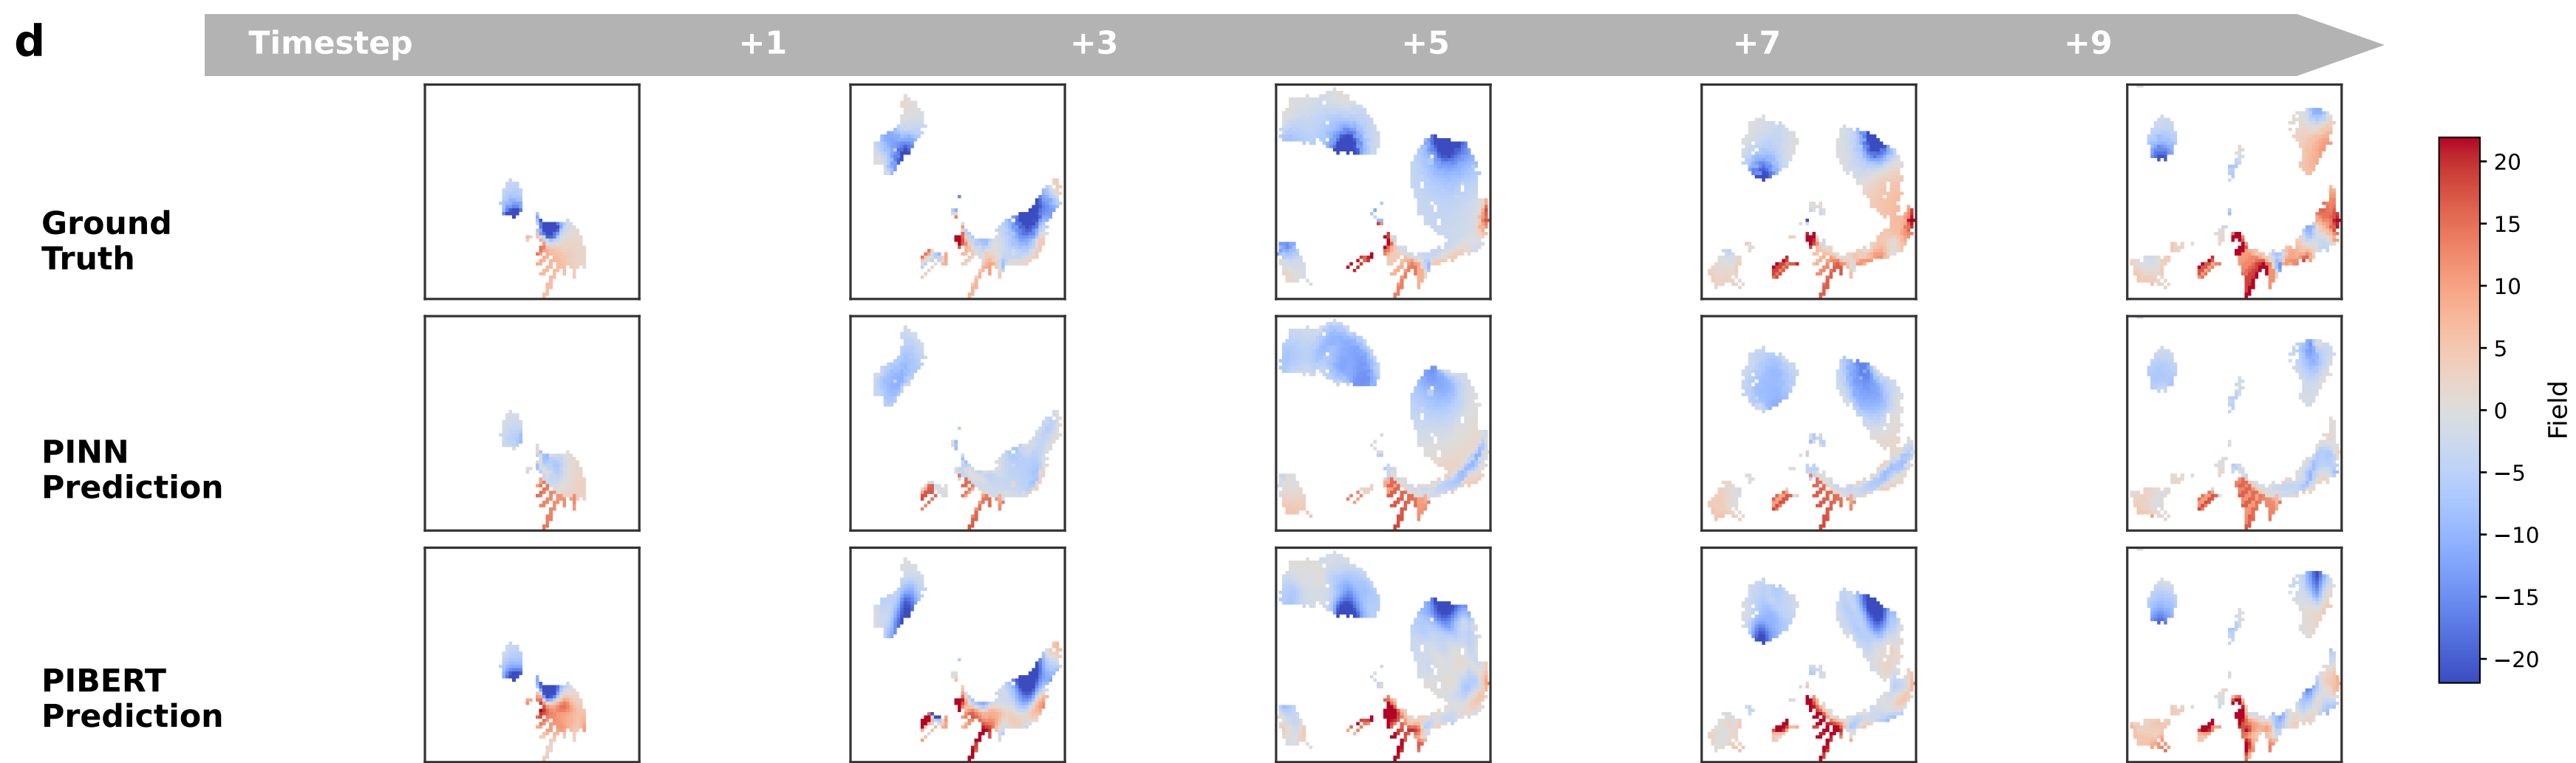 d
Timestep +1 +3 +5 +7 +9
Ground
Truth
PINN
Prediction
PIBERT
Prediction
20
15
10
5
0
−5
−10
−15
−20
Field